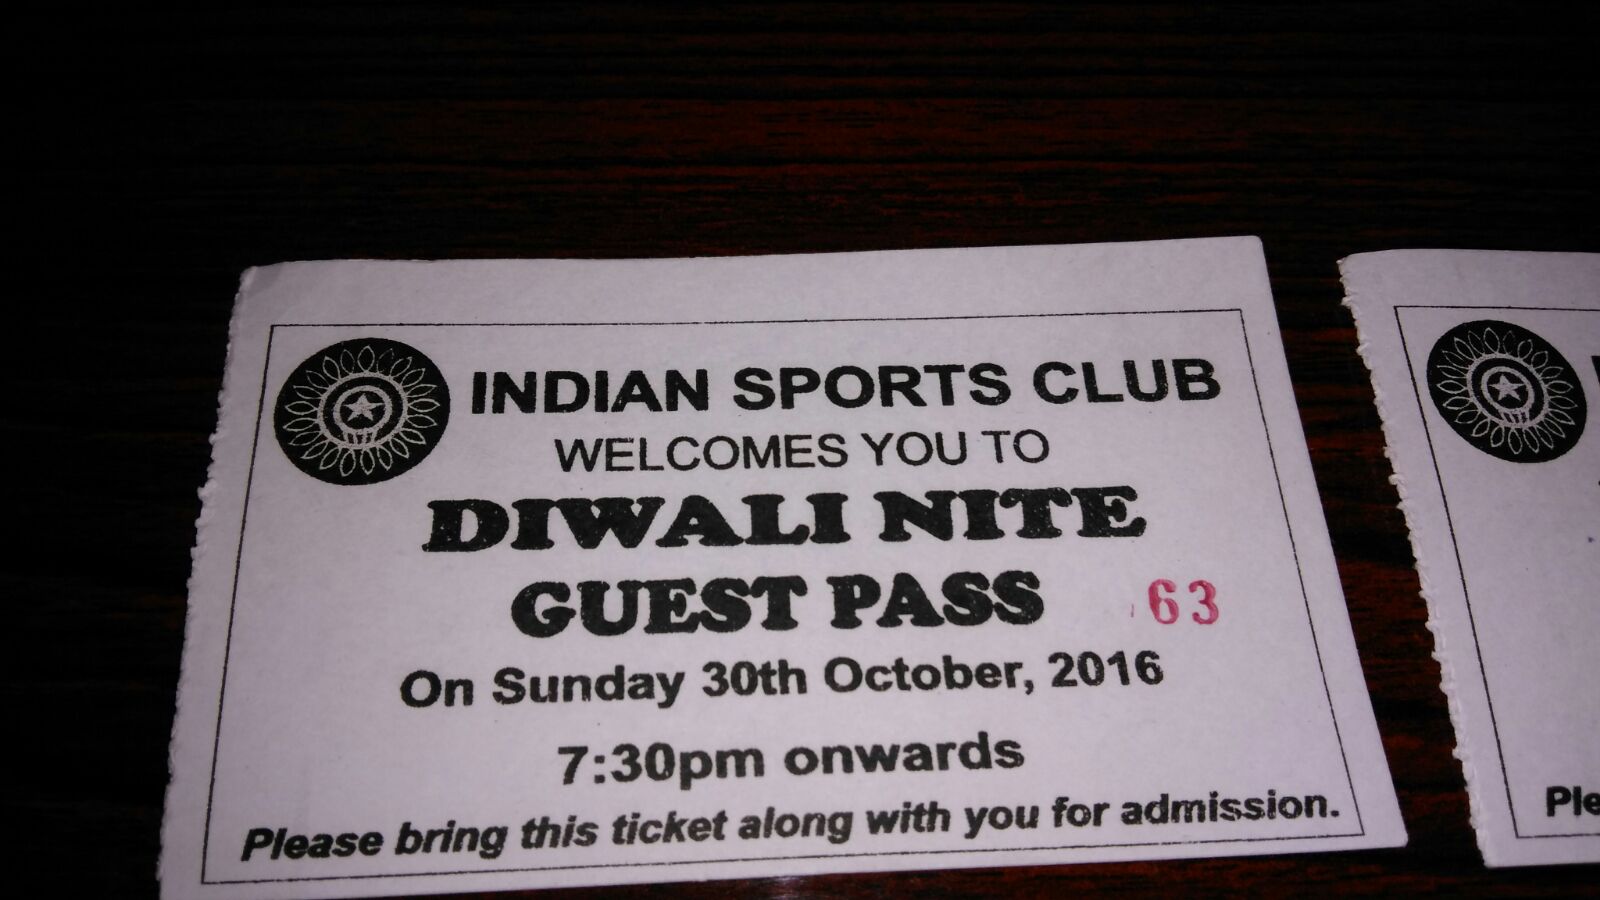 INDIAN SPORTS CLUB
WELCOMES YOU TO
DIWALI NITE
GUEST PASS 63
On Sunday 30th October, 2016
7:30pm onwards
Please bring this ticket along with you for admission.